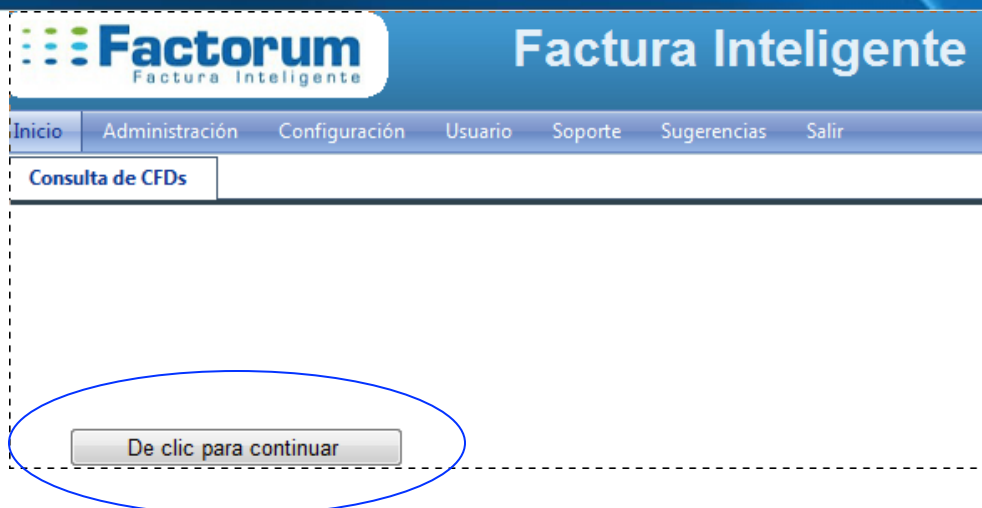 Factorum
Factura Inteligente
Factura Inteligente
Inicio Administración Configuración Usuario Soporte Sugerencias Salir
Consulta de CFDs
De clic para continuar